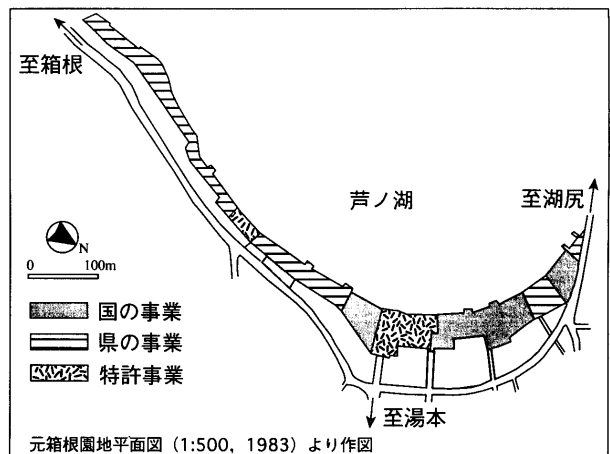 至箱根
芦ノ湖
至湖尻
N
0 100m
国の事業
県の事業
特許事業
至湯本
元箱根園地平面図（1:500，1983）より作図